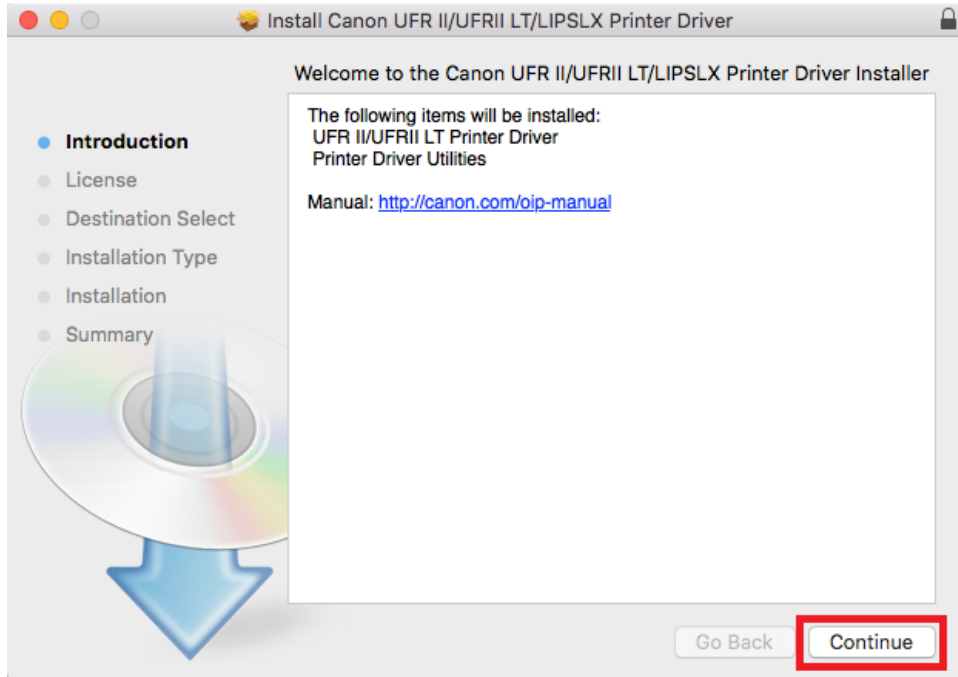 Install Canon UFR II/UFRII LT/LIPSLX Printer Driver
Welcome to the Canon UFR II/UFRII LT/LIPSLX Printer Driver Installer
Introduction
License
Destination Select
Installation Type
Installation
Summary
The following items will be installed:
UFR II/UFRII LT Printer Driver
Printer Driver Utilities
Manual: http://canon.com/oip-manual
Go Back
Continue